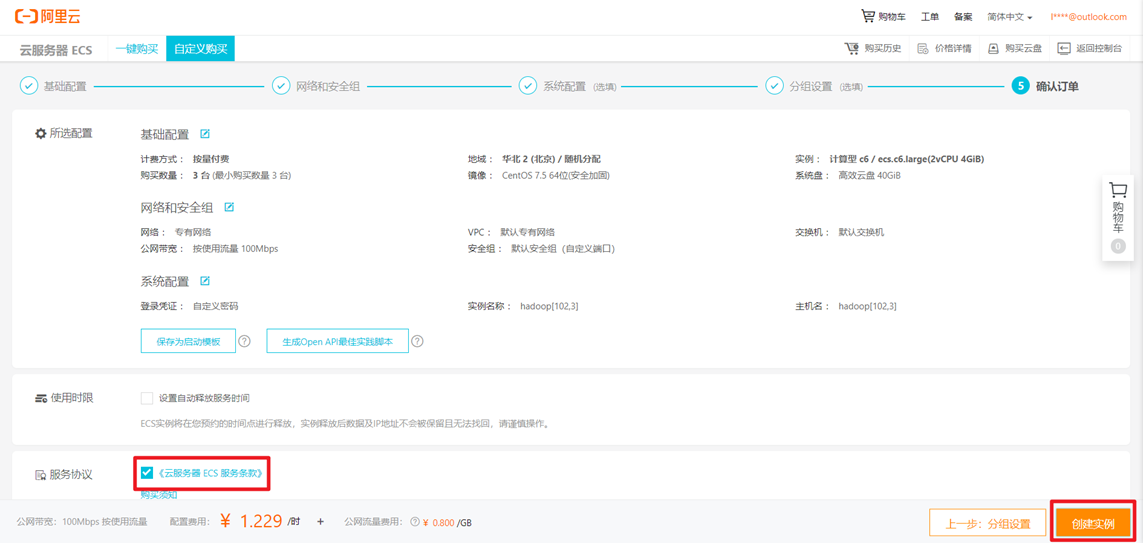 阿里云 购物车 工单 备案 简体中文 l****@outlook.com
云服务器 ECS 一键购买 自定义购买 购买历史 价格详情 购买云盘 返回控制台
基础配置 网络和安全组 系统配置 (选填) 分组设置 (选填) 5 确认订单
所选配置 基础配置
计费方式： 按量付费 地域： 华北 2 (北京) / 随机分配 实例： 计算型 c6 / ecs.c6.large(2vCPU 4GiB)
购买数量： 3 台 (最小购买数量 3 台) 镜像： CentOS 7.5 64位(安全加固) 系统盘： 高效云盘 40GiB
网络和安全组
网络： 专有网络 VPC： 默认专有网络 交换机： 默认交换机
公网带宽： 按使用流量 100Mbps 安全组： 默认安全组（自定义端口）
系统配置
登录凭证： 自定义密码 实例名称： hadoop[102,3] 主机名： hadoop[102,3]
保存为启动模板 ? 生成Open API最佳实践脚本 ?
购物车
0
使用时限 设置自动释放服务时间
ECS实例将在您预约的时间点进行释放，实例释放后数据及IP地址不会被保留且无法找回，请谨慎操作。
服务协议 《云服务器 ECS 服务条款》
购买须知
公网带宽：100Mbps 按使用流量 配置费用： ¥ 1.229 /时 + 公网流量费用： ? ¥ 0.800 /GB 上一步：分组设置 创建实例